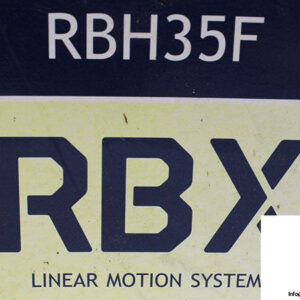 RBH35F
RBX
LINEAR MOTION SYSTEM